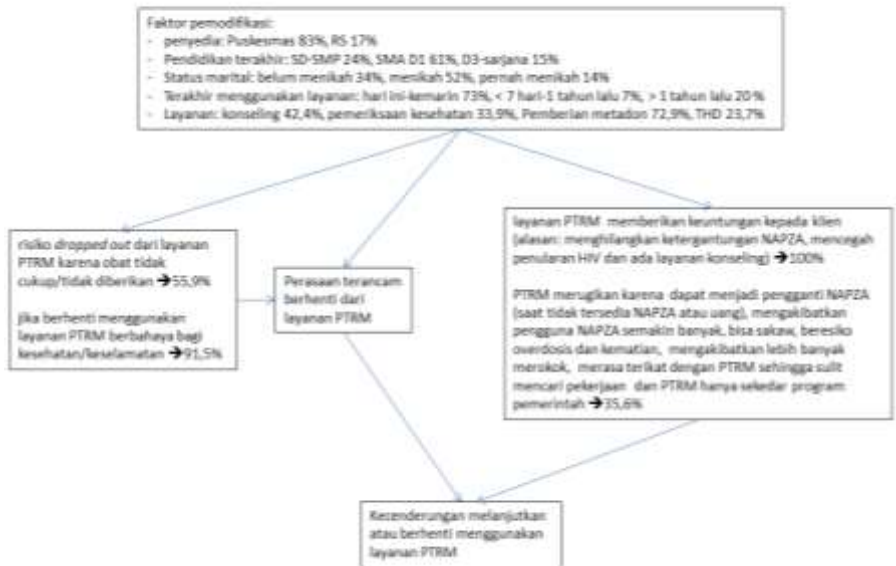 Faktor pemodifikasi:
- penyedia: Puskesmas 83%, RS 17%
- Pendidikan terakhir: SD-SMP 24%, SMA D1 61%, D3-sarjana 15%
- Status marital: belum menikah 34%, menikah 52%, pernah menikah 14%
- Terakhir menggunakan layanan: hari ini-kemarin 73%, < 7 hari-1 tahun lalu 7%, > 1 tahun lalu 20%
- Layanan: konseling 42,4%, pemeriksaan kesehatan 33,9%, Pemberian metadon 72,9%, THD 23,7%
risiko dropped out dari layanan
PTRM karena obat tidak
cukup/tidak diberikan ➔55,9%
jika berhenti menggunakan
layanan PTRM berbahaya bagi
kesehatan/keselamatan ➔91,5%
Perasaan terancam
berhenti dari
layanan PTRM
layanan PTRM memberikan keuntungan kepada klien
(alasan: menghilangkan ketergantungan NAPZA, mencegah
penularan HIV dan ada layanan konseling) ➔100%
PTRM merugikan karena dapat menjadi pengganti NAPZA
(saat tidak tersedia NAPZA atau uang), mengakibatkan
pengguna NAPZA semakin banyak, bisa sakaw, beresiko
overdosis dan kematian, mengakibatkan lebih banyak
merokok, merasa terikat dengan PTRM sehingga sulit
mencari pekerjaan dan PTRM hanya sekedar program
pemerintah ➔35,6%
Kecenderungan melanjutkan
atau berhenti menggunakan
layanan PTRM